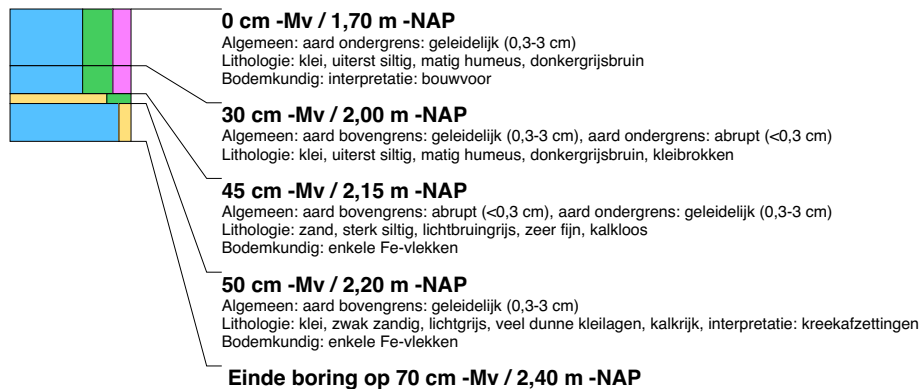 0 cm -Mv / 1,70 m -NAP
Algemeen: aard ondergrens: geleidelijk (0,3-3 cm)
Lithologie: klei, uiterst siltig, matig humeus, donkergrijsbruin
Bodemkundig: interpretatie: bouwvoor
30 cm -Mv / 2,00 m -NAP
Algemeen: aard bovengrens: geleidelijk (0,3-3 cm), aard ondergrens: abrupt (<0,3 cm)
Lithologie: klei, uiterst siltig, matig humeus, donkergrijsbruin, kleibrokken
45 cm -Mv / 2,15 m -NAP
Algemeen: aard bovengrens: abrupt (<0,3 cm), aard ondergrens: geleidelijk (0,3-3 cm)
Lithologie: zand, sterk siltig, lichtbruingrijs, zeer fijn, kalkloos
Bodemkundig: enkele Fe-vlekken
50 cm -Mv / 2,20 m -NAP
Algemeen: aard bovengrens: geleidelijk (0,3-3 cm)
Lithologie: klei, zwak zandig, lichtgrijs, veel dunne kleilagen, kalkrijk, interpretatie: kreekafzettingen
Bodemkundig: enkele Fe-vlekken
Einde boring op 70 cm -Mv / 2,40 m -NAP